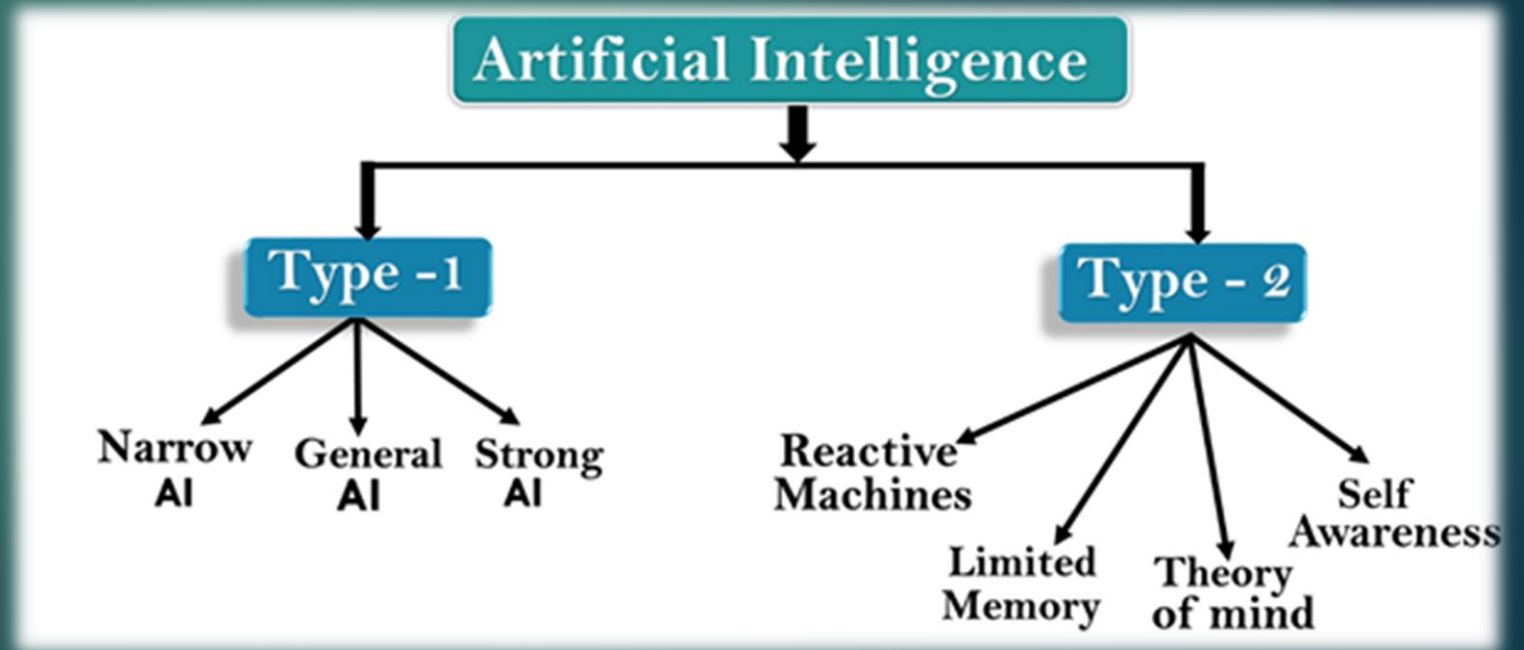 Artificial Intelligence
Type -1
Type - 2
Narrow
AI
General
AI
Strong
AI
Reactive
Machines
Limited
Memory
Theory
of mind
Self
Awareness